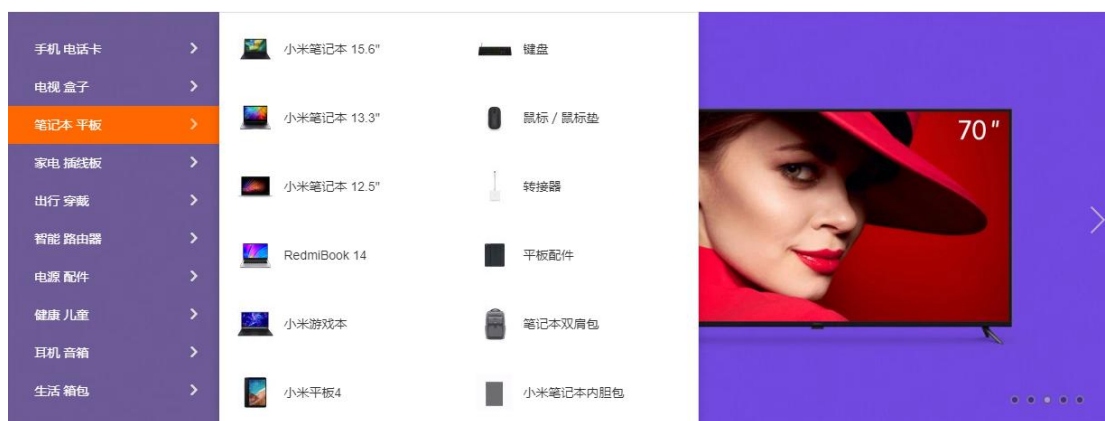 手机 电话卡
电视 盒子
笔记本 平板
家电 插线板
出行 穿戴
智能 路由器
电源 配件
健康 儿童
耳机 音箱
生活 箱包
小米笔记本 15.6"
小米笔记本 13.3"
小米笔记本 12.5"
RedmiBook 14
小米游戏本
小米平板4
键盘
鼠标 / 鼠标垫
转接器
平板配件
笔记本双肩包
小米笔记本内胆包
70"